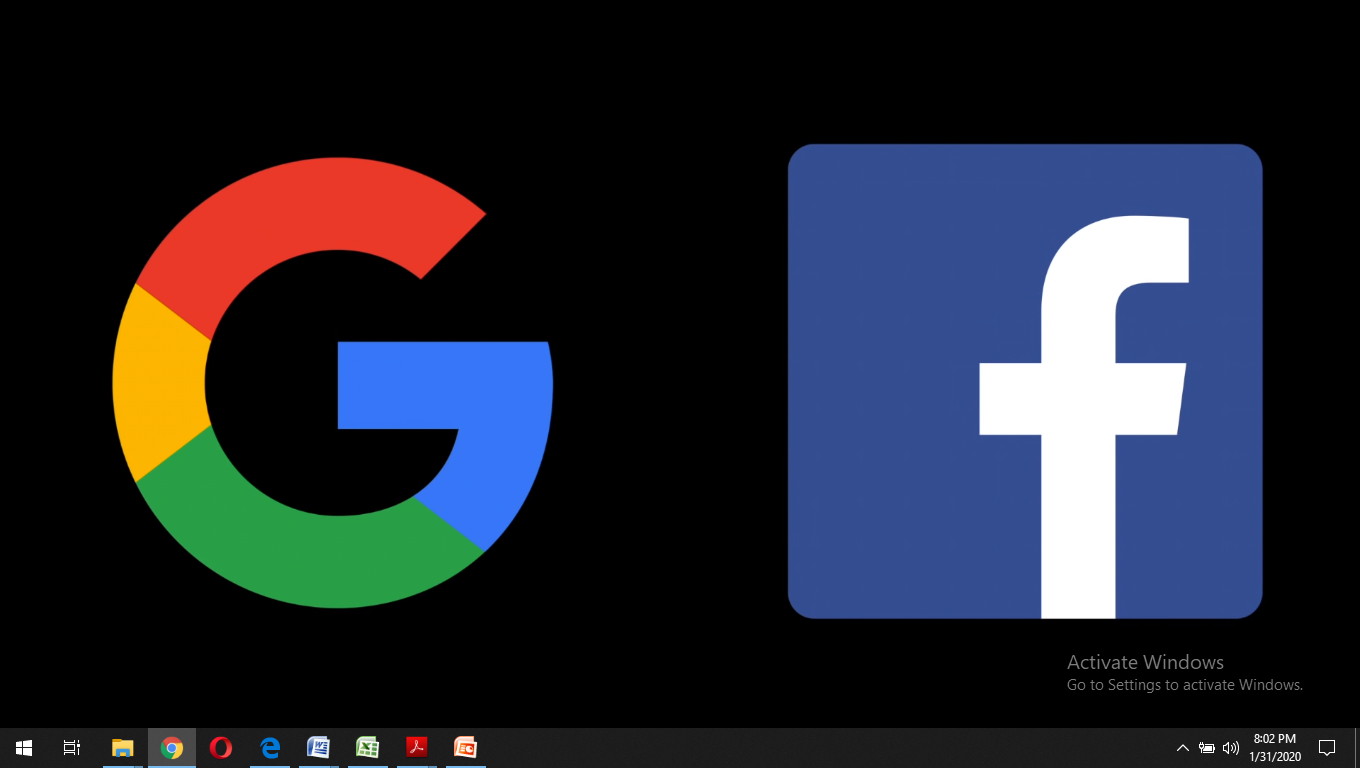 G
f
Activate Windows
Go to Settings to activate Windows.
8:02 PM
1/31/2020